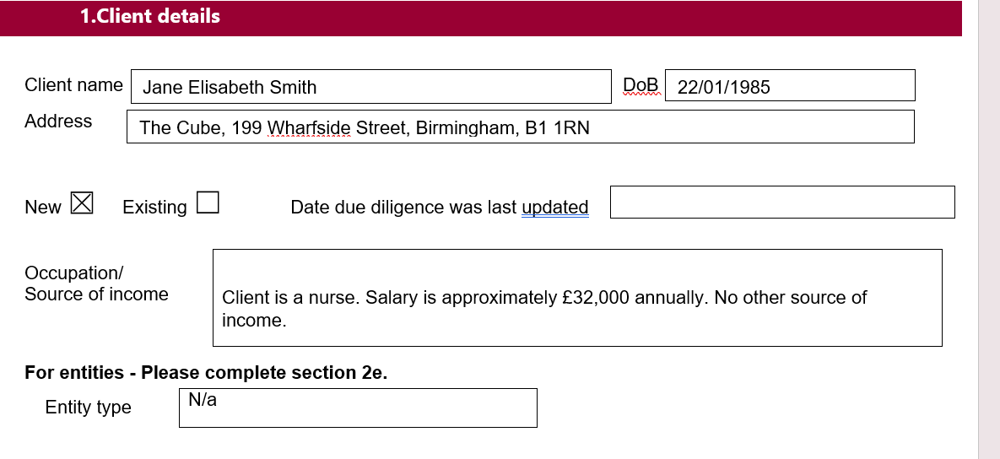 1.Client details
Client name Jane Elisabeth Smith DoB 22/01/1985
Address The Cube, 199 Wharfside Street, Birmingham, B1 1RN
New ☒ Existing ☐ Date due diligence was last updated
Occupation/
Source of income
Client is a nurse. Salary is approximately £32,000 annually. No other source of
income.
For entities - Please complete section 2e.
Entity type N/a